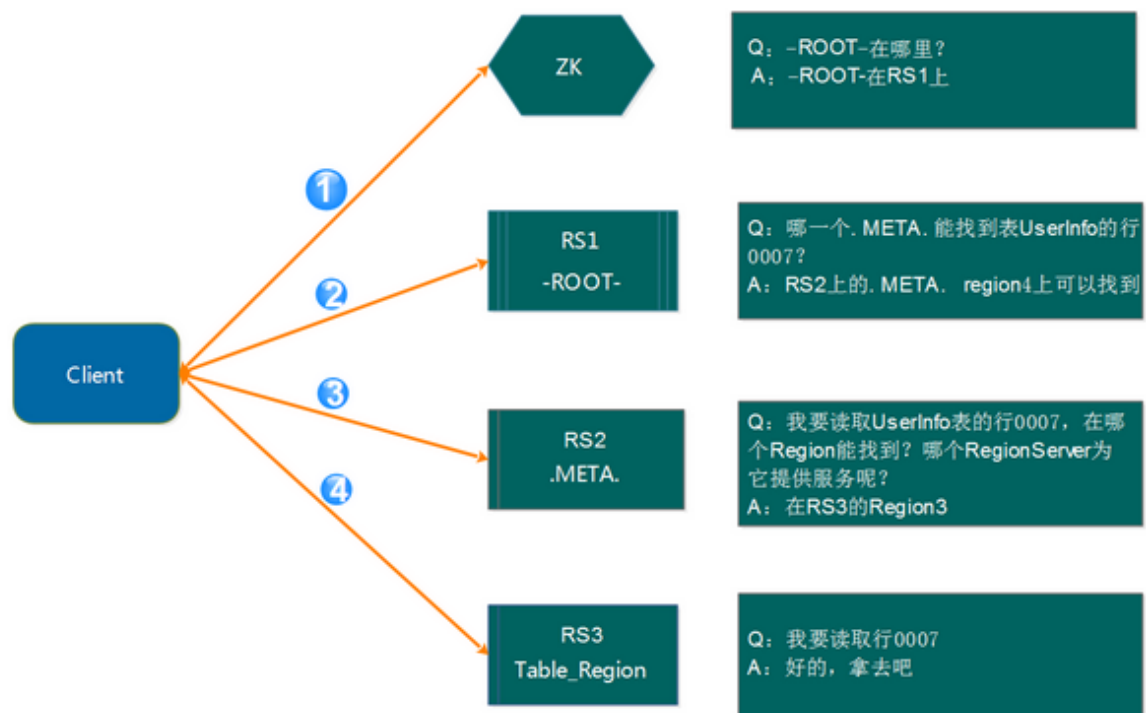 ZK
Q：-ROOT-在哪里？
A：-ROOT-在RS1上
1
RS1
-ROOT-
Q：哪一个.META.能找到表UserInfo的行
0007？
A：RS2上的.META. region4上可以找到
2
Client
3
RS2
.META.
Q：我要读取UserInfo表的行0007，在哪
个Region能找到？哪个RegionServer为
它提供服务呢？
A：在RS3的Region3
4
RS3
Table_Region
Q：我要读取行0007
A：好的，拿去吧